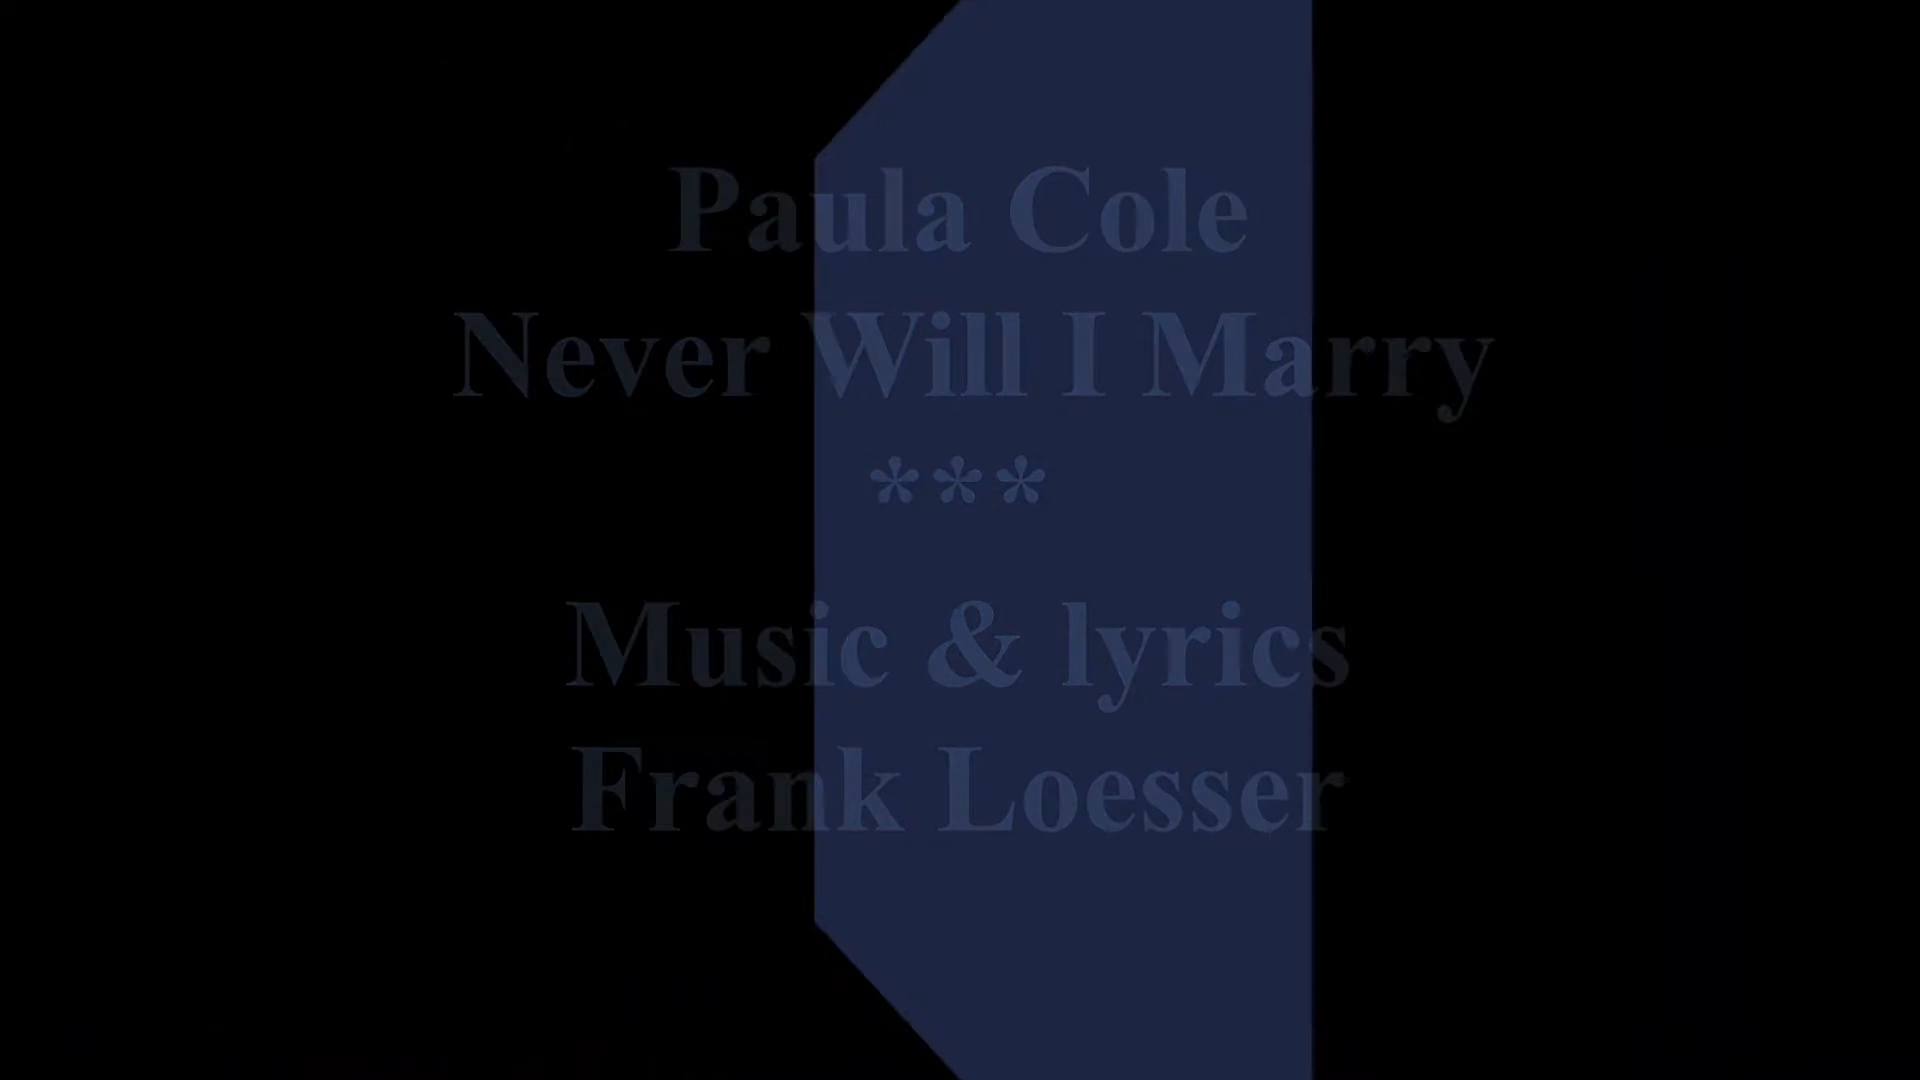 Paula Cole
Never Will I Marry
***
Music & lyrics
Frank Loesser